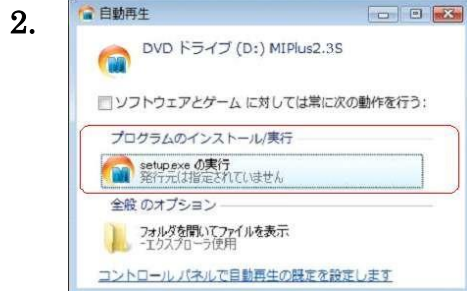 2.
自動再生
DVD ドライブ (D:) MIPlus2.3S
ソフトウェアとゲーム に対しては常に次の動作を行う:
プログラムのインストール/実行
setup.exe の実行
発行元は指定されていません
全般 のオプション
フォルダを開いてファイルを表示
-エクスプローラ使用
コントロール パネルで自動再生の既定を設定します